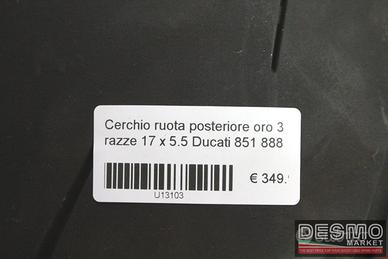 Cerchio ruota posteriore oro 3
razze 17 x 5.5 Ducati 851 888
€ 349.
U13103
DESMO
MARKET